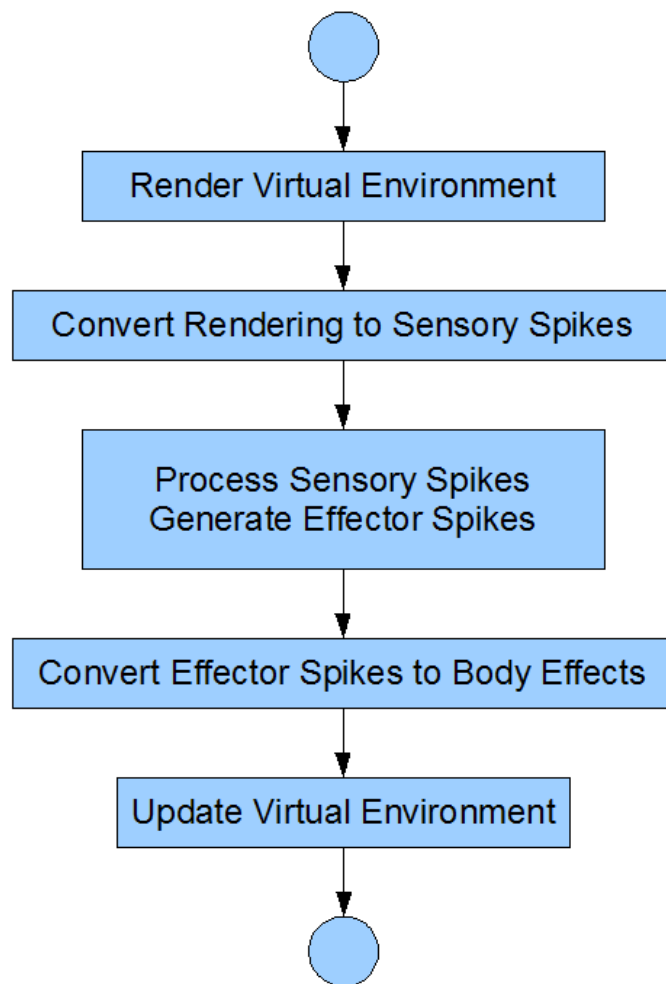 Render Virtual Environment
Convert Rendering to Sensory Spikes
Process Sensory Spikes
Generate Effector Spikes
Convert Effector Spikes to Body Effects
Update Virtual Environment